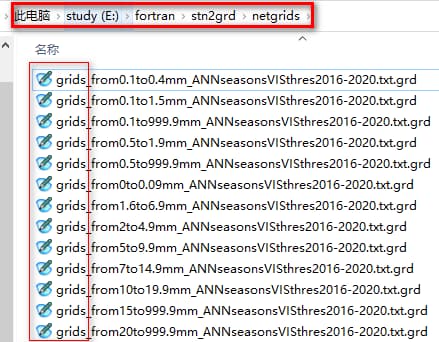 此电脑 › study (E:) › fortran › stn2grd › netgrids ›
名称
grids_from0.1to0.4mm_ANNseasonsVISthres2016-2020.txt.grd
grids_from0.1to1.5mm_ANNseasonsVISthres2016-2020.txt.grd
grids_from0.1to999.9mm_ANNseasonsVISthres2016-2020.txt.grd
grids_from0.5to1.9mm_ANNseasonsVISthres2016-2020.txt.grd
grids_from0.5to999.9mm_ANNseasonsVISthres2016-2020.txt.grd
grids_from0to0.09mm_ANNseasonsVISthres2016-2020.txt.grd
grids_from1.6to6.9mm_ANNseasonsVISthres2016-2020.txt.grd
grids_from2to4.9mm_ANNseasonsVISthres2016-2020.txt.grd
grids_from5to9.9mm_ANNseasonsVISthres2016-2020.txt.grd
grids_from7to14.9mm_ANNseasonsVISthres2016-2020.txt.grd
grids_from10to19.9mm_ANNseasonsVISthres2016-2020.txt.grd
grids_from15to999.9mm_ANNseasonsVISthres2016-2020.txt.grd
grids_from20to999.9mm_ANNseasonsVISthres2016-2020.txt.grd